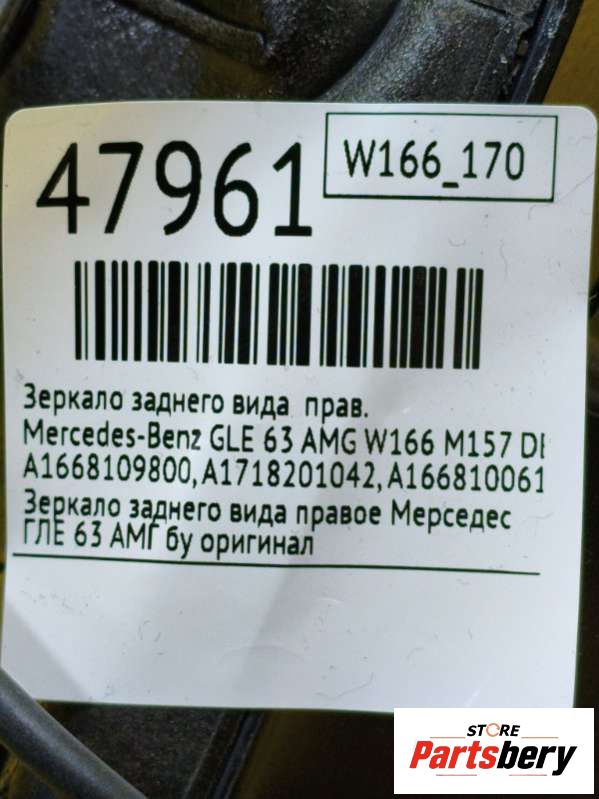 47961
W166_170
Зеркало заднего вида прав.
Mercedes-Benz GLE 63 AMG W166 M157 DE
A1668109800, A1718201042, A166810061
Зеркало заднего вида правое Мерседес
ГЛЕ 63 АМГ бу оригинал
STORE
Partsbery